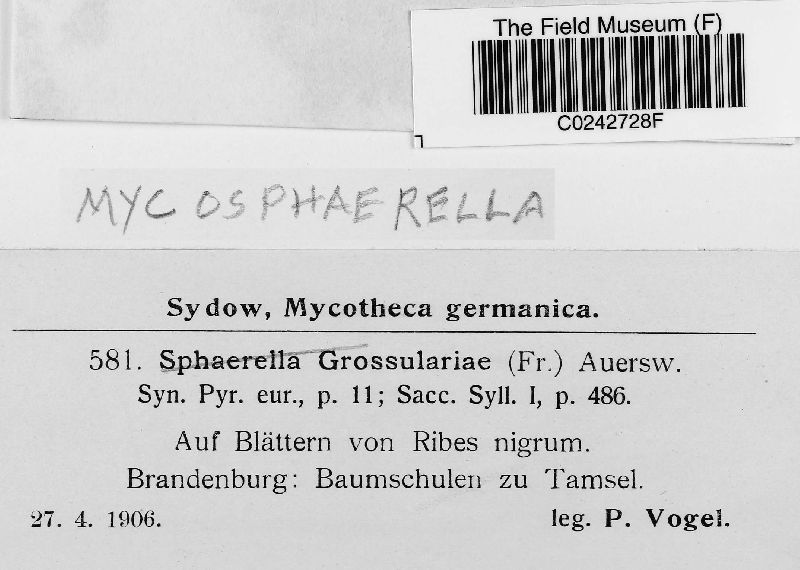 The Field Museum (F)
C0242728F
MYCOSPHAERELLA
Sydow, Mycotheca germanica.
581. Sphaerella Grossulariae (Fr.) Auersw.
Syn. Pyr. eur., p. 11; Sacc. Syll. I, p. 486.
Auf Blättern von Ribes nigrum.
Brandenburg: Baumschulen zu Tamsel.
27. 4. 1906. leg. P. Vogel.